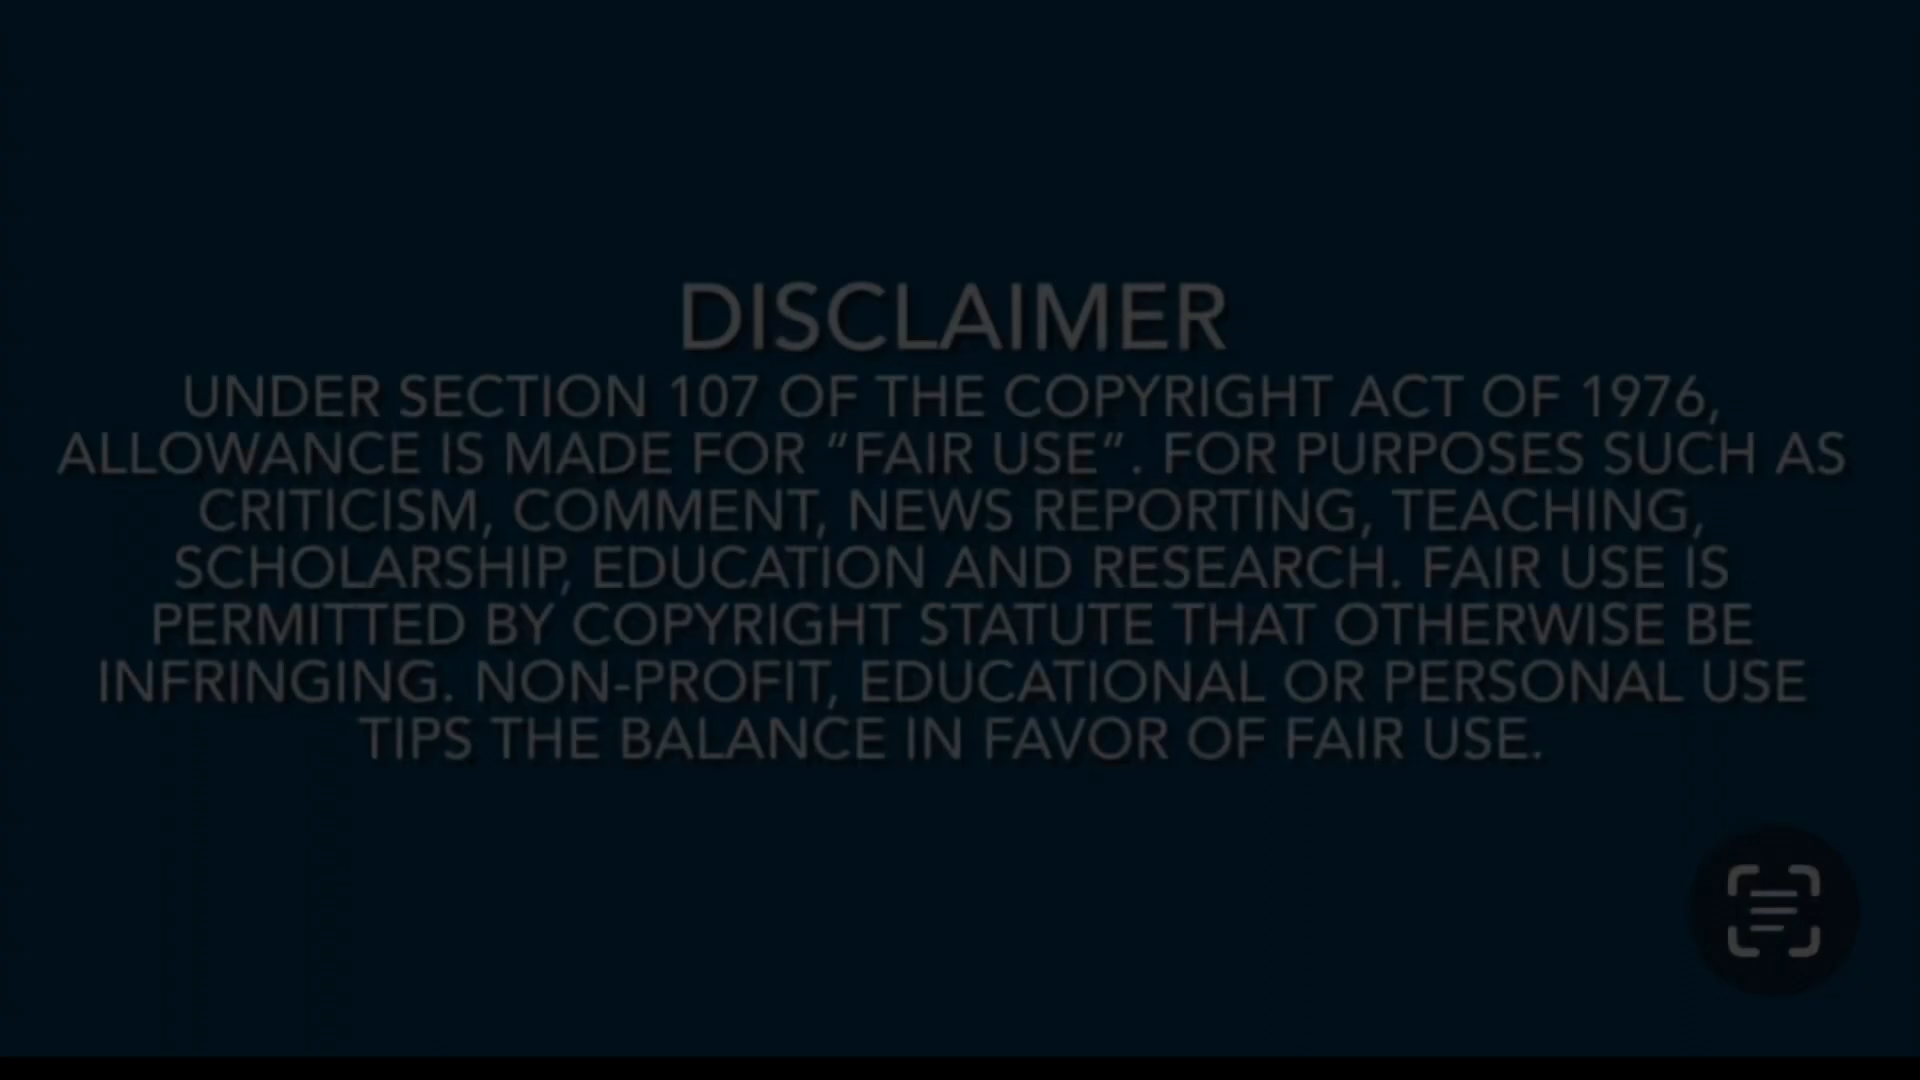 DISCLAIMER
UNDER SECTION 107 OF THE COPYRIGHT ACT OF 1976,
ALLOWANCE IS MADE FOR “FAIR USE”. FOR PURPOSES SUCH AS
CRITICISM, COMMENT, NEWS REPORTING, TEACHING,
SCHOLARSHIP, EDUCATION AND RESEARCH. FAIR USE IS
PERMITTED BY COPYRIGHT STATUTE THAT OTHERWISE BE
INFRINGING. NON-PROFIT, EDUCATIONAL OR PERSONAL USE
TIPS THE BALANCE IN FAVOR OF FAIR USE.